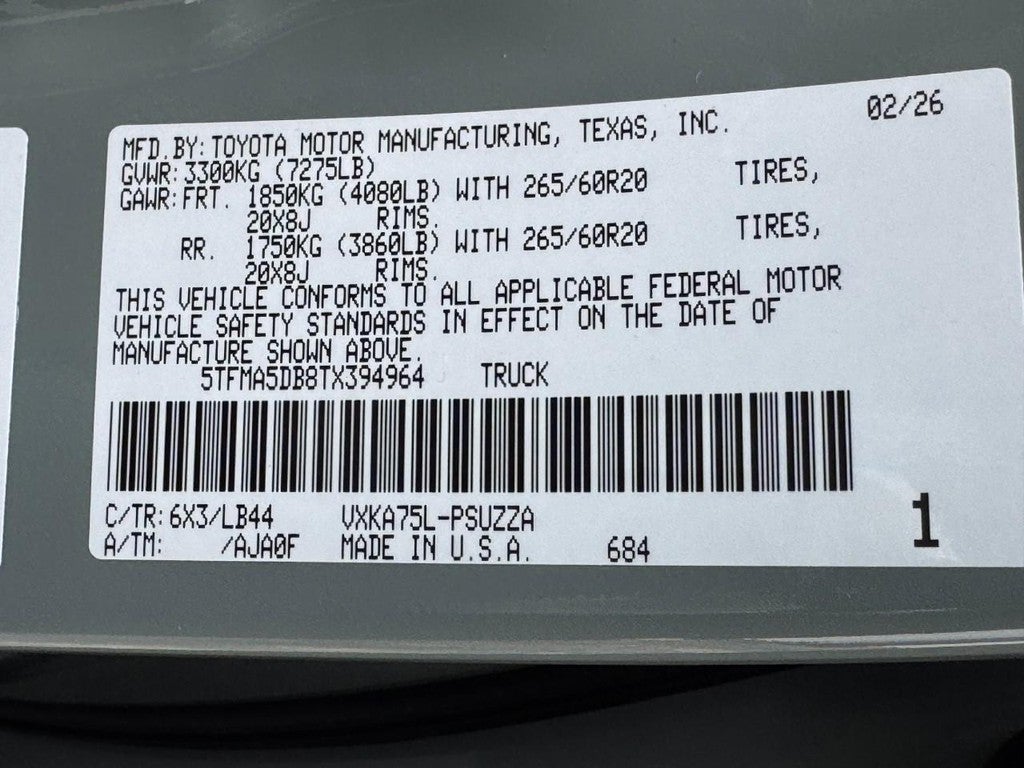 02/26
MFD.BY:TOYOTA MOTOR MANUFACTURING, TEXAS, INC.
GVWR:3300KG (7275LB)
GAWR:FRT. 1850KG (4080LB) WITH 265/60R20 TIRES,
20X8J RIMS.
RR. 1750KG (3860LB) WITH 265/60R20 TIRES,
20X8J RIMS.
THIS VEHICLE CONFORMS TO ALL APPLICABLE FEDERAL MOTOR
VEHICLE SAFETY STANDARDS IN EFFECT ON THE DATE OF
MANUFACTURE SHOWN ABOVE.
5TFMA5DB8TX394964 TRUCK
C/TR:6X3/LB44 VXKA75L-PSUZZA
A/TM: /AJA0F MADE IN U.S.A. 684
1